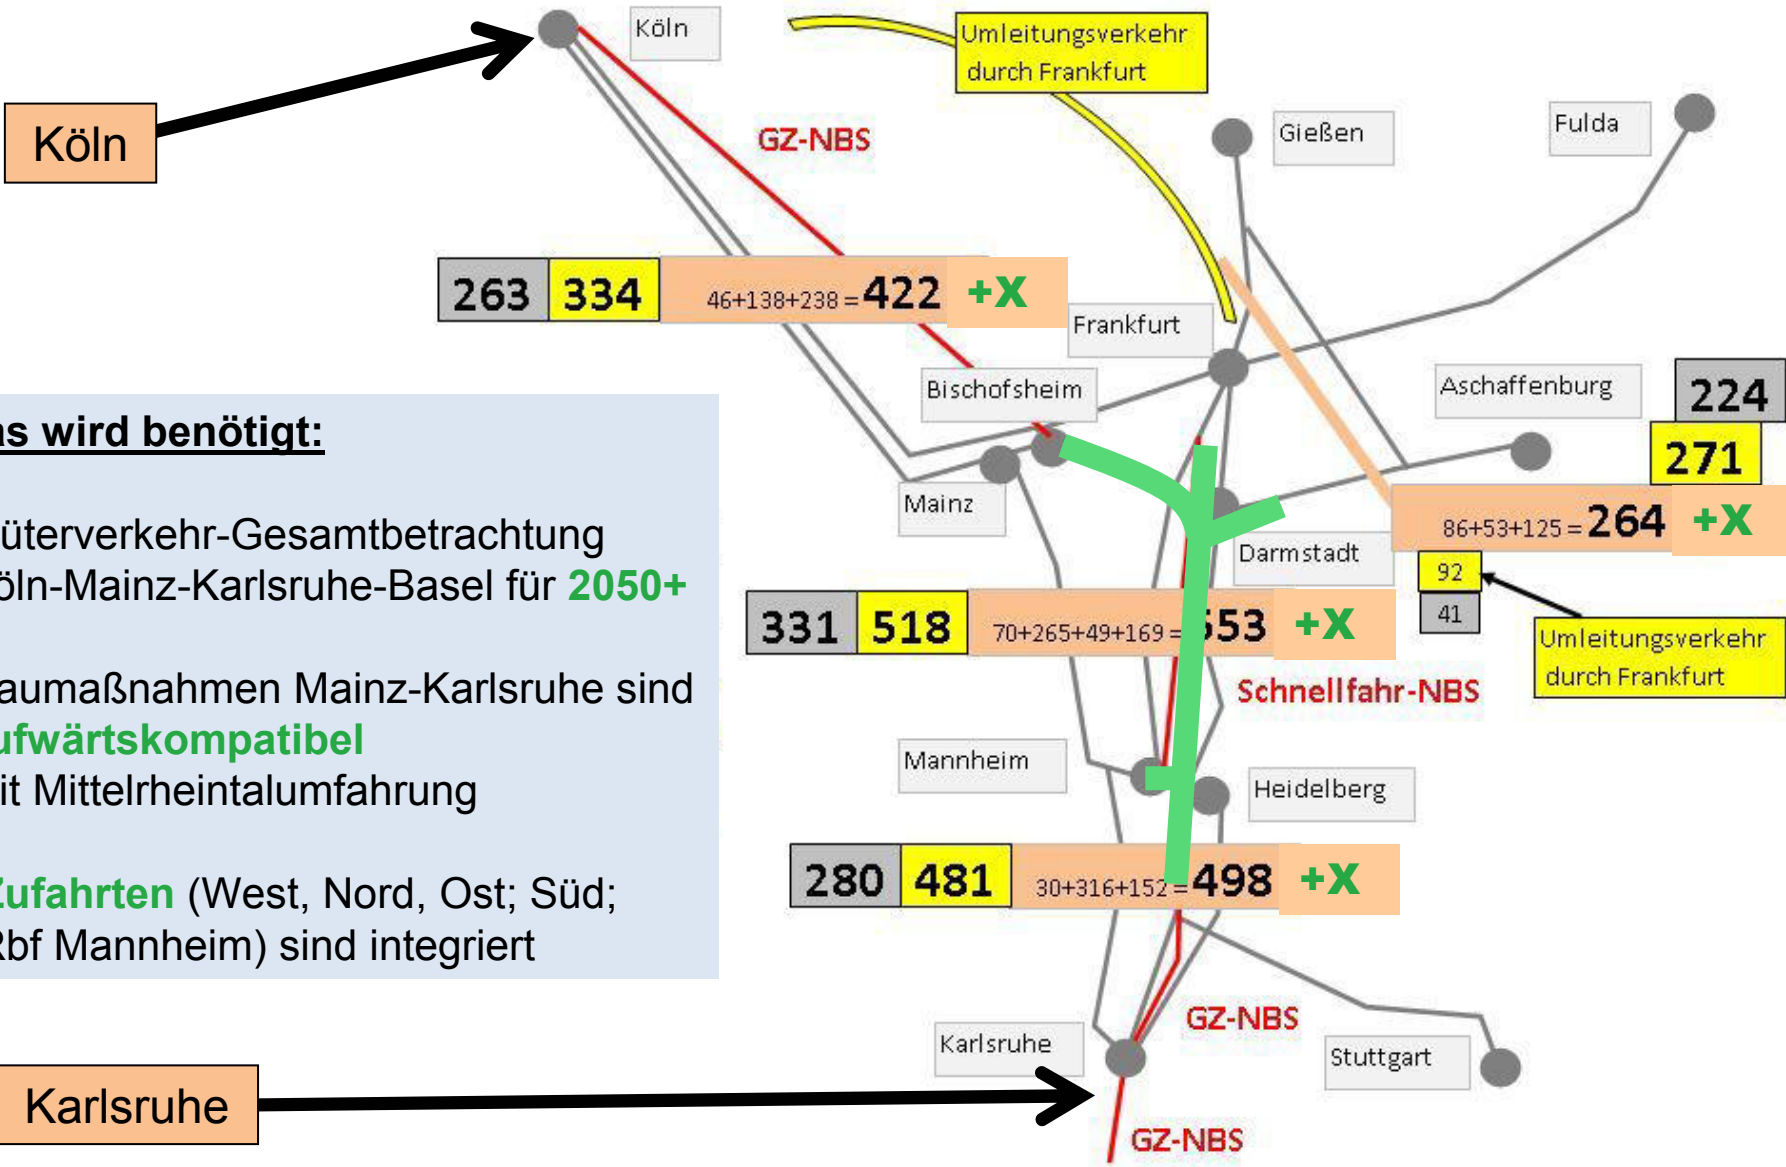 Köln
Umleitungsverkehr
durch Frankfurt
Gießen
Fulda
Köln
GZ-NBS
263 334 46+138+238 = 422 +X
Frankfurt
Bischofsheim
Aschaffenburg
224
271
as wird benötigt:
Mainz
86+53+125 = 264 +X
üterverkehr-Gesamtbetrachtung
öln-Mainz-Karlsruhe-Basel für 2050+
Darmstadt
92
41
331 518 70+265+49+169 = 553 +X
Umleitungsverkehr
durch Frankfurt
aumaßnahmen Mainz-Karlsruhe sind
ufwärtskompatibel
it Mittelrheintalumfahrung
Schnellfahr-NBS
Mannheim
Heidelberg
280 481 30+316+152 = 498 +X
Zufahrten (West, Nord, Ost; Süd;
Rbf Mannheim) sind integriert
GZ-NBS
Karlsruhe
Stuttgart
Karlsruhe
GZ-NBS